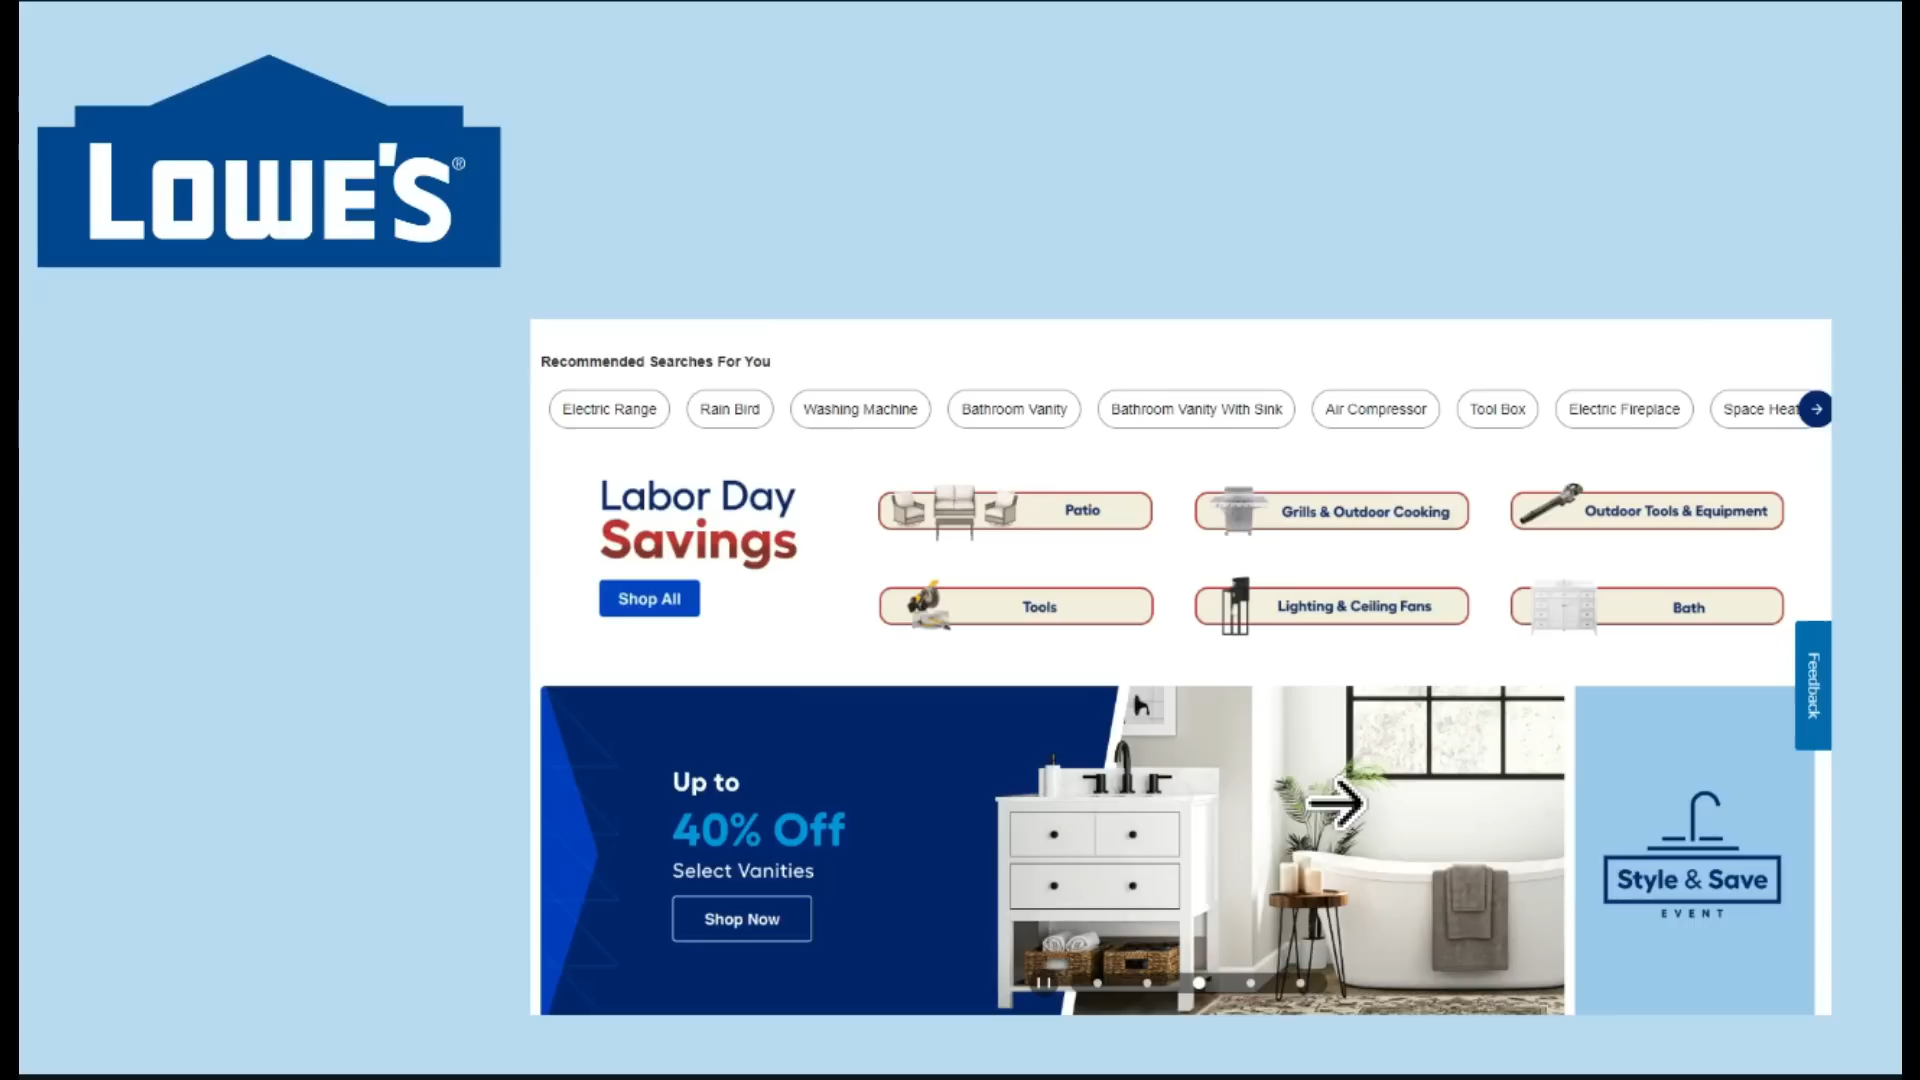 LOWE'S®
Recommended Searches For You
Electric Range
Rain Bird
Washing Machine
Bathroom Vanity
Bathroom Vanity With Sink
Air Compressor
Tool Box
Electric Fireplace
Space Heat
Labor Day
Savings
Shop All
Patio
Grills & Outdoor Cooking
Outdoor Tools & Equipment
Tools
Lighting & Ceiling Fans
Bath
Feedback
Up to
40% Off
Select Vanities
Shop Now
Style & Save
EVENT